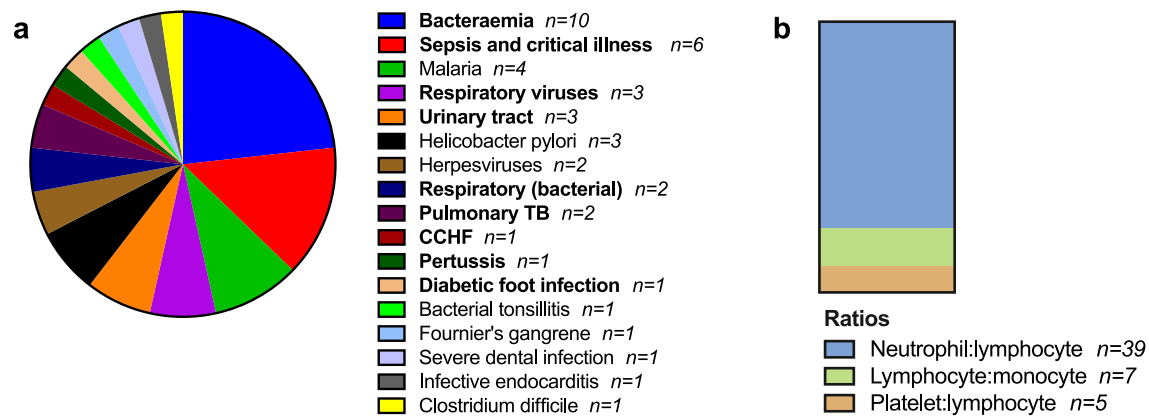 a
Bacteraemia n=10
Sepsis and critical illness n=6
Malaria n=4
Respiratory viruses n=3
Urinary tract n=3
Helicobacter pylori n=3
Herpesviruses n=2
Respiratory (bacterial) n=2
Pulmonary TB n=2
CCHF n=1
Pertussis n=1
Diabetic foot infection n=1
Bacterial tonsillitis n=1
Fournier's gangrene n=1
Severe dental infection n=1
Infective endocarditis n=1
Clostridium difficile n=1
b
Ratios
Neutrophil:lymphocyte n=39
Lymphocyte:monocyte n=7
Platelet:lymphocyte n=5